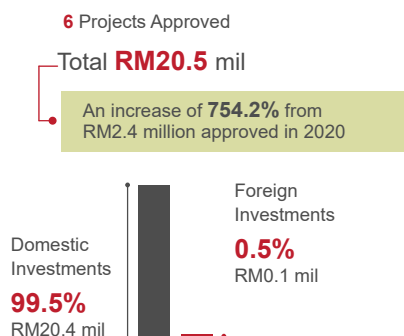 6 Projects Approved
Total RM20.5 mil
An increase of 754.2% from
RM2.4 million approved in 2020
Foreign
Investments
0.5%
RM0.1 mil
Domestic
Investments
99.5%
RM20.4 mil